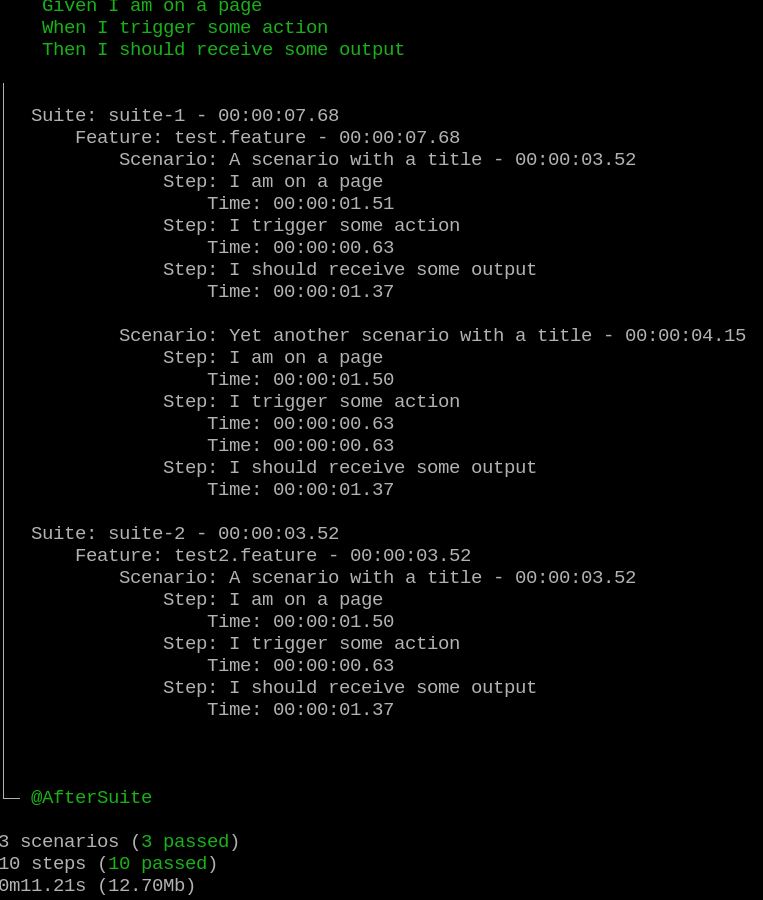 Given I am on a page
When I trigger some action
Then I should receive some output
Suite: suite-1 - 00:00:07.68
Feature: test.feature - 00:00:07.68
Scenario: A scenario with a title - 00:00:03.52
Step: I am on a page
Time: 00:00:01.51
Step: I trigger some action
Time: 00:00:00.63
Step: I should receive some output
Time: 00:00:01.37
Scenario: Yet another scenario with a title - 00:00:04.15
Step: I am on a page
Time: 00:00:01.50
Step: I trigger some action
Time: 00:00:00.63
Time: 00:00:00.63
Step: I should receive some output
Time: 00:00:01.37
Suite: suite-2 - 00:00:03.52
Feature: test2.feature - 00:00:03.52
Scenario: A scenario with a title - 00:00:03.52
Step: I am on a page
Time: 00:00:01.50
Step: I trigger some action
Time: 00:00:00.63
Step: I should receive some output
Time: 00:00:01.37
@AfterSuite
3 scenarios (3 passed)
10 steps (10 passed)
0m11.21s (12.70Mb)